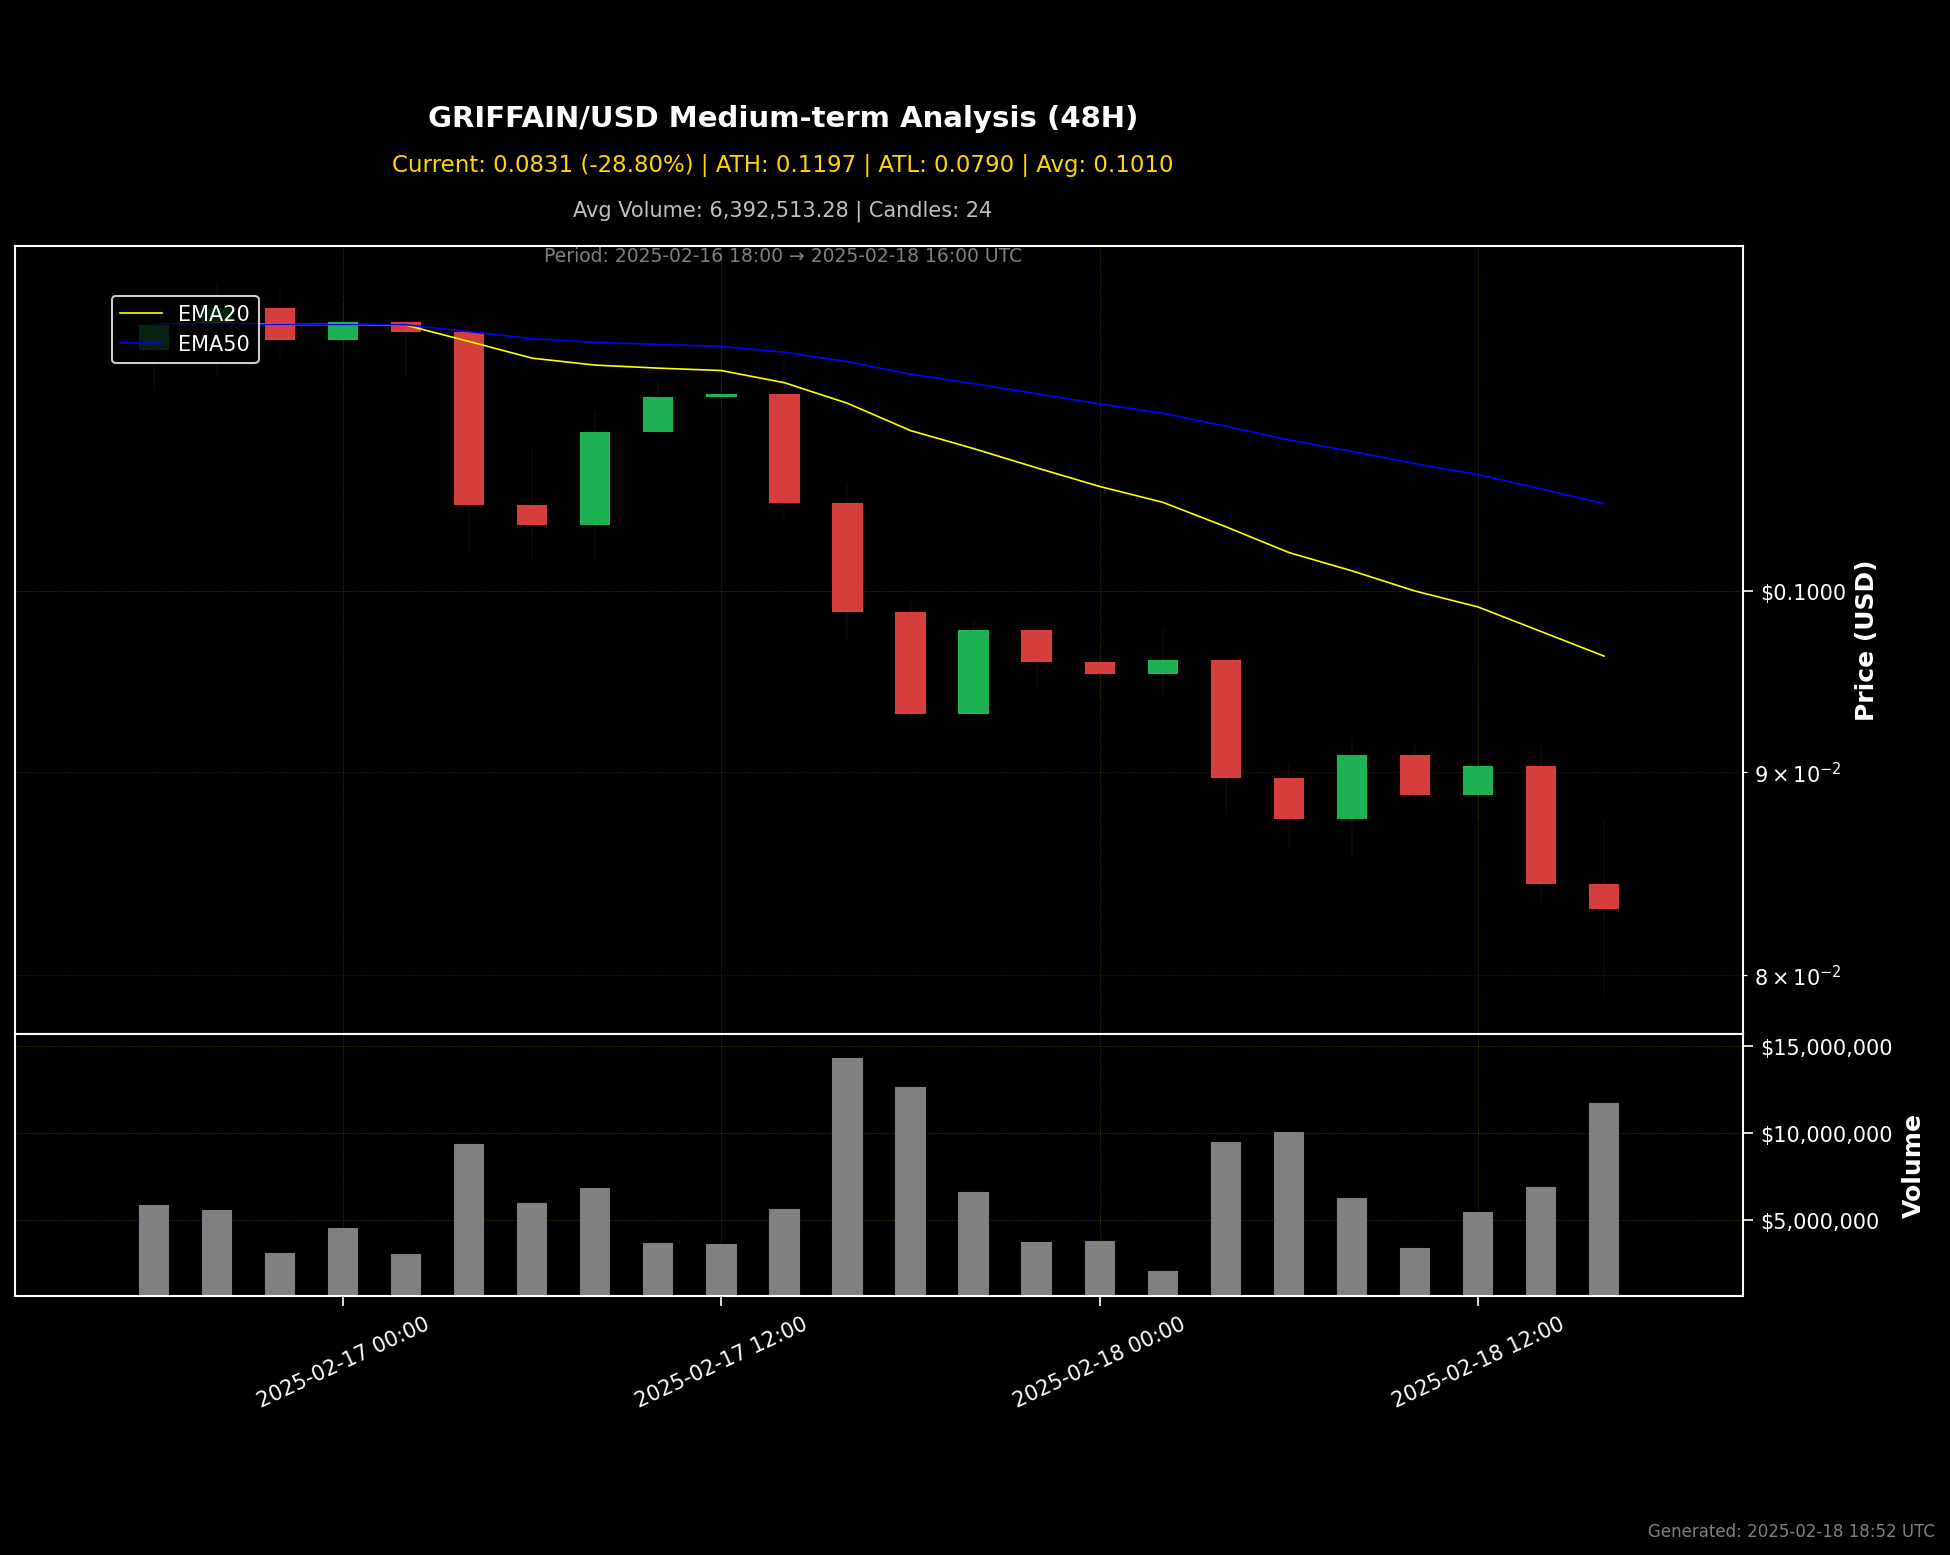 GRIFFAIN/USD Medium-term Analysis (48H)
Current: 0.0831 (-28.80%) | ATH: 0.1197 | ATL: 0.0790 | Avg: 0.1010
Avg Volume: 6,392,513.28 | Candles: 24
Period: 2025-02-16 18:00 → 2025-02-18 16:00 UTC
EMA20
EMA50
$0.1000
9 × 10⁻²
8 × 10⁻²
Price (USD)
$15,000,000
$10,000,000
$5,000,000
Volume
2025-02-17 00:00
2025-02-17 12:00
2025-02-18 00:00
2025-02-18 12:00
Generated: 2025-02-18 18:52 UTC